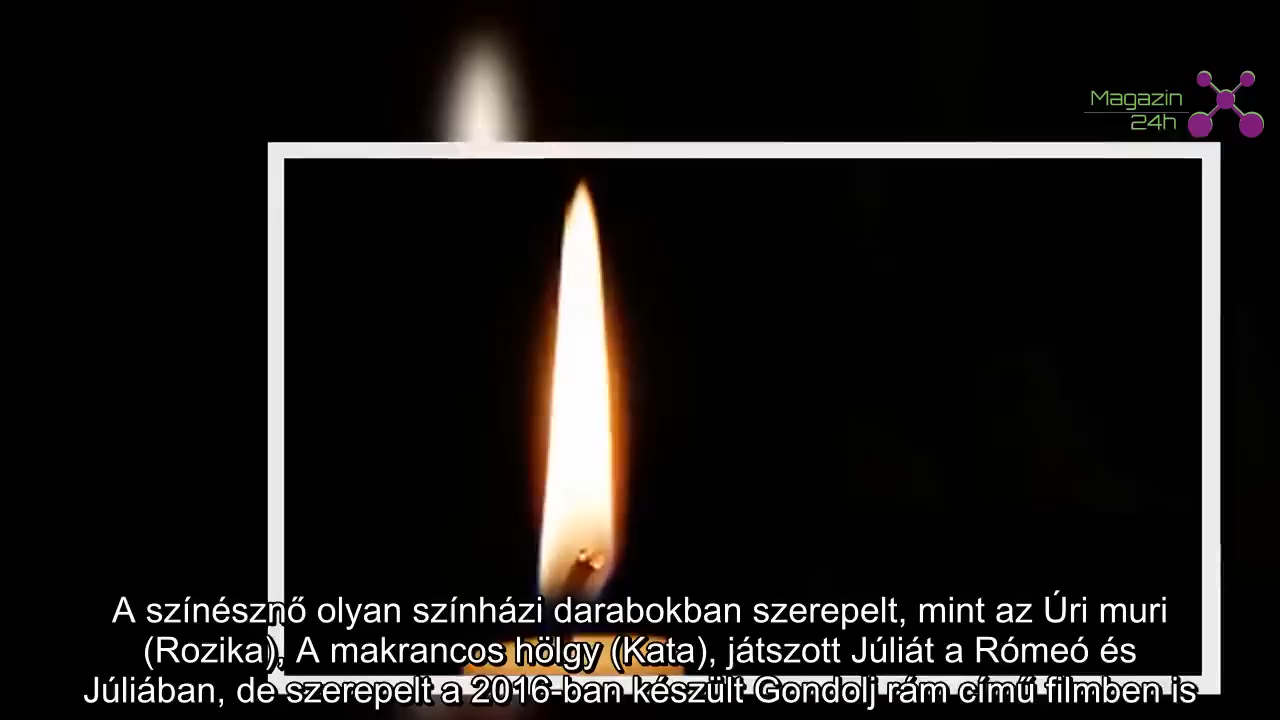 Magazin
24h
A színésznő olyan színházi darabokban szerepelt, mint az Úri muri
(Rozika), A makrancos hölgy (Kata), játszott Júliát a Rómeó és
Júliában, de szerepelt a 2016-ban készült Gondolj rám című filmben is